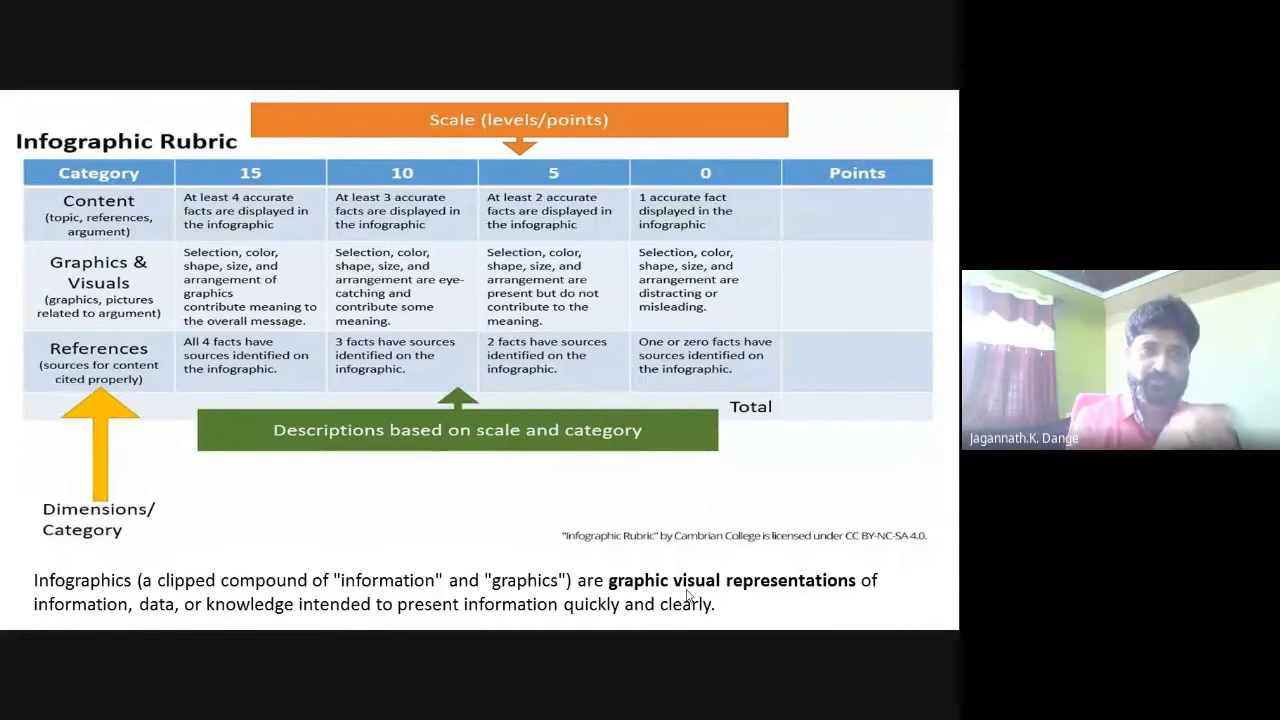 Scale (levels/points)
Infographic Rubric
Category 15 10 5 0 Points
Content
(topic, references,
argument)
At least 4 accurate
facts are displayed in
the infographic
At least 3 accurate
facts are displayed in
the infographic
At least 2 accurate
facts are displayed in
the infographic
1 accurate fact
displayed in the
infographic
Graphics &
Visuals
(graphics, pictures
related to argument)
Selection, color,
shape, size, and
arrangement of
graphics
contribute meaning to
the overall message.
Selection, color,
shape, size, and
arrangement are eye-
catching and
contribute some
meaning.
Selection, color,
shape, size, and
arrangement are
present but do not
contribute to the
meaning.
Selection, color,
shape, size, and
arrangement are
distracting or
misleading.
References
(sources for content
cited properly)
All 4 facts have
sources identified on
the infographic.
3 facts have sources
identified on the
infographic.
2 facts have sources
identified on the
infographic.
One or zero facts have
sources identified on
the infographic.
Total
Descriptions based on scale and category
Dimensions/
Category
"Infographic Rubric" by Cambrian College is licensed under CC BY-NC-SA 4.0.
Infographics (a clipped compound of "information" and "graphics") are graphic visual representations of
information, data, or knowledge intended to present information quickly and clearly.
Jagannath.K. Dange